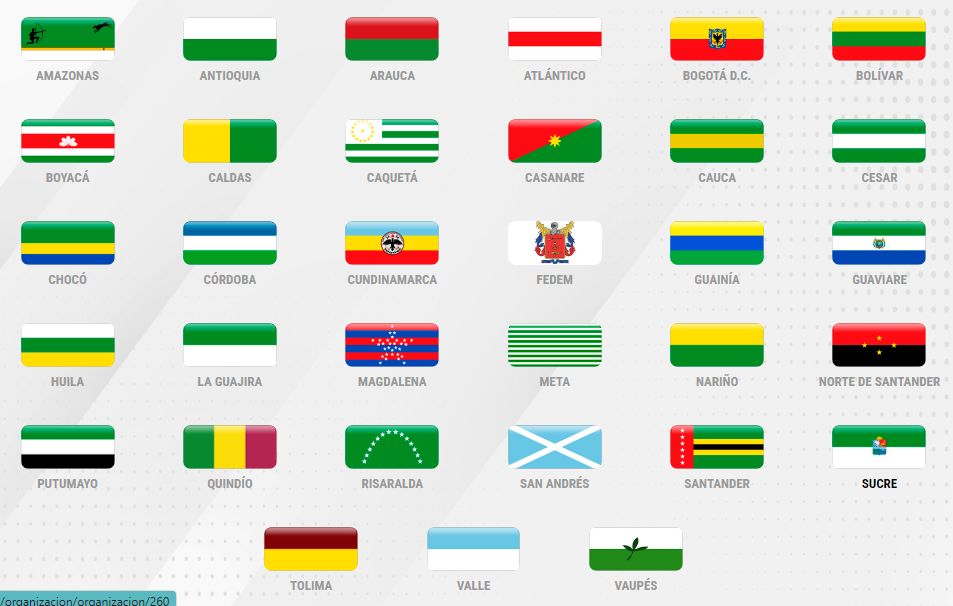 AMAZONAS
ANTIOQUIA
ARAUCA
ATLÁNTICO
BOGOTÁ D.C.
BOLÍVAR
BOYACÁ
CALDAS
CAQUETÁ
CASANARE
CAUCA
CESAR
CHOCÓ
CÓRDOBA
CUNDINAMARCA
FEDEM
GUAINÍA
GUAVIARE
HUILA
LA GUAJIRA
MAGDALENA
META
NARIÑO
NORTE DE SANTANDER
PUTUMAYO
QUINDÍO
RISARALDA
SAN ANDRÉS
SANTANDER
SUCRE
TOLIMA
VALLE
VAUPÉS
/organizacion/organizacion/260